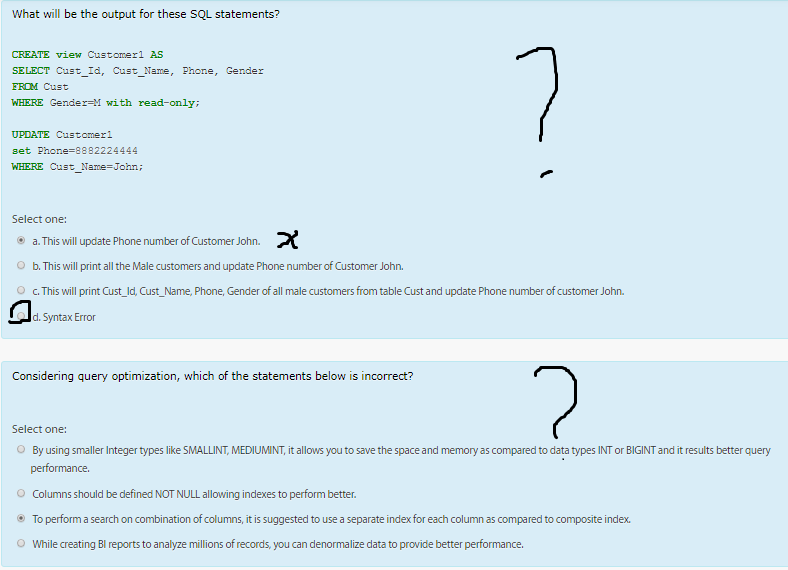 What will be the output for these SQL statements?
CREATE view Customer1 AS
SELECT Cust_Id, Cust_Name, Phone, Gender
FROM Cust
WHERE Gender=M with read-only;
UPDATE Customer1
set Phone=8882224444
WHERE Cust_Name=John;
?
Select one:
a. This will update Phone number of Customer John. x
b. This will print all the Male customers and update Phone number of Customer John.
c. This will print Cust_Id, Cust_Name, Phone, Gender of all male customers from table Cust and update Phone number of customer John.
d. Syntax Error
Considering query optimization, which of the statements below is incorrect?
?
Select one:
By using smaller Integer types like SMALLINT, MEDIUMINT, it allows you to save the space and memory as compared to data types INT or BIGINT and it results better query
performance.
Columns should be defined NOT NULL allowing indexes to perform better.
To perform a search on combination of columns, it is suggested to use a separate index for each column as compared to composite index.
While creating BI reports to analyze millions of records, you can denormalize data to provide better performance.